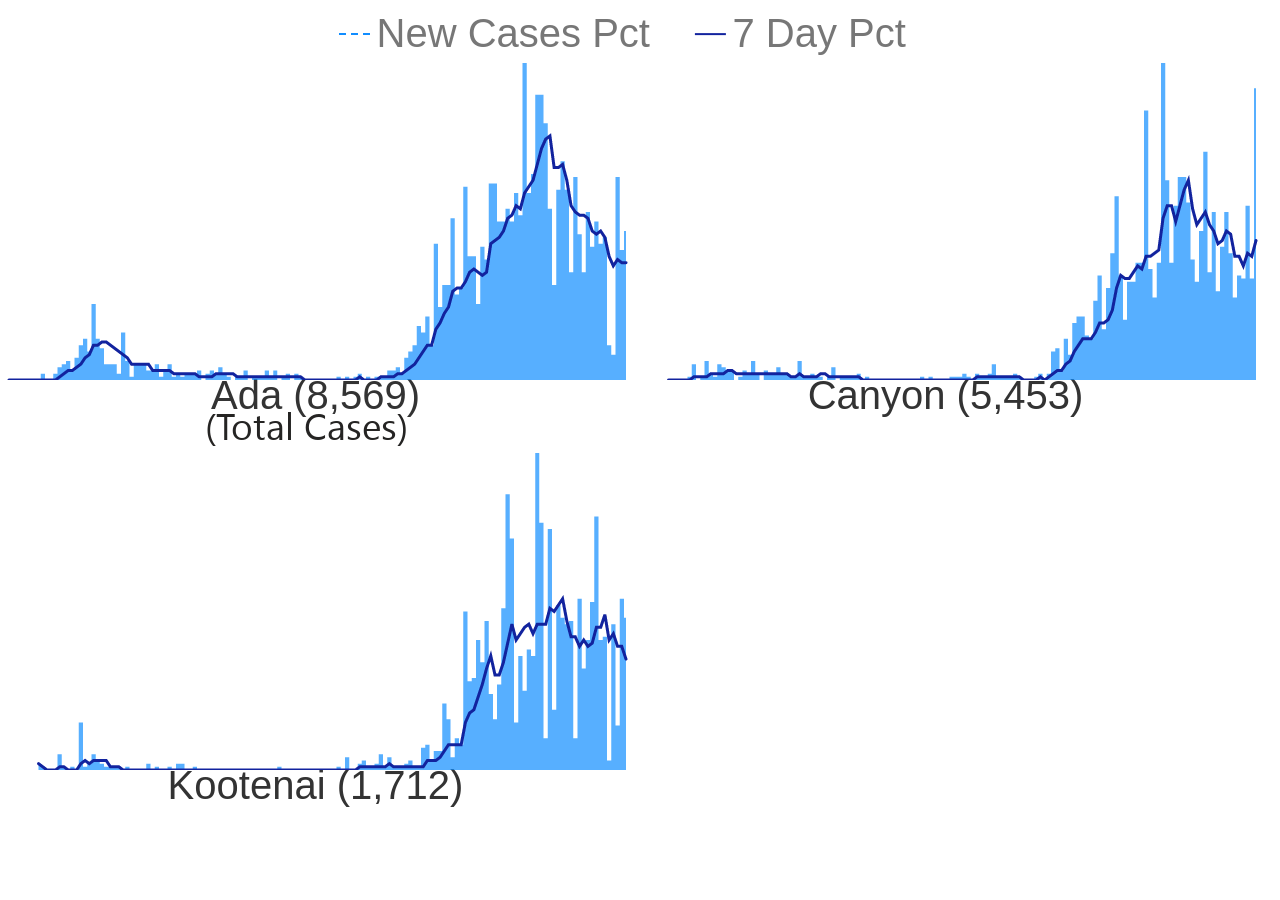 New Cases Pct 7 Day Pct
Ada (8,569)
(Total Cases)
Canyon (5,453)
Kootenai (1,712)